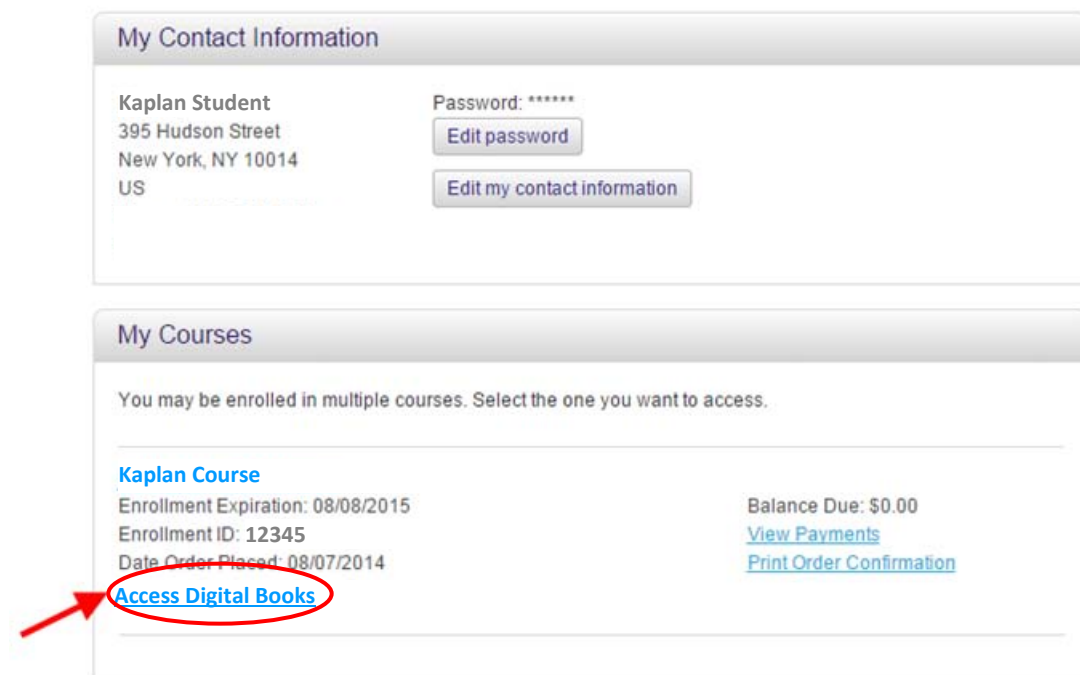 My Contact Information
Kaplan Student
395 Hudson Street
New York, NY 10014
US
Password: ******
Edit password
Edit my contact information
My Courses
You may be enrolled in multiple courses. Select the one you want to access.
Kaplan Course
Enrollment Expiration: 08/08/2015
Enrollment ID: 12345
Date Order Placed: 08/07/2014
Access Digital Books
Balance Due: $0.00
View Payments
Print Order Confirmation